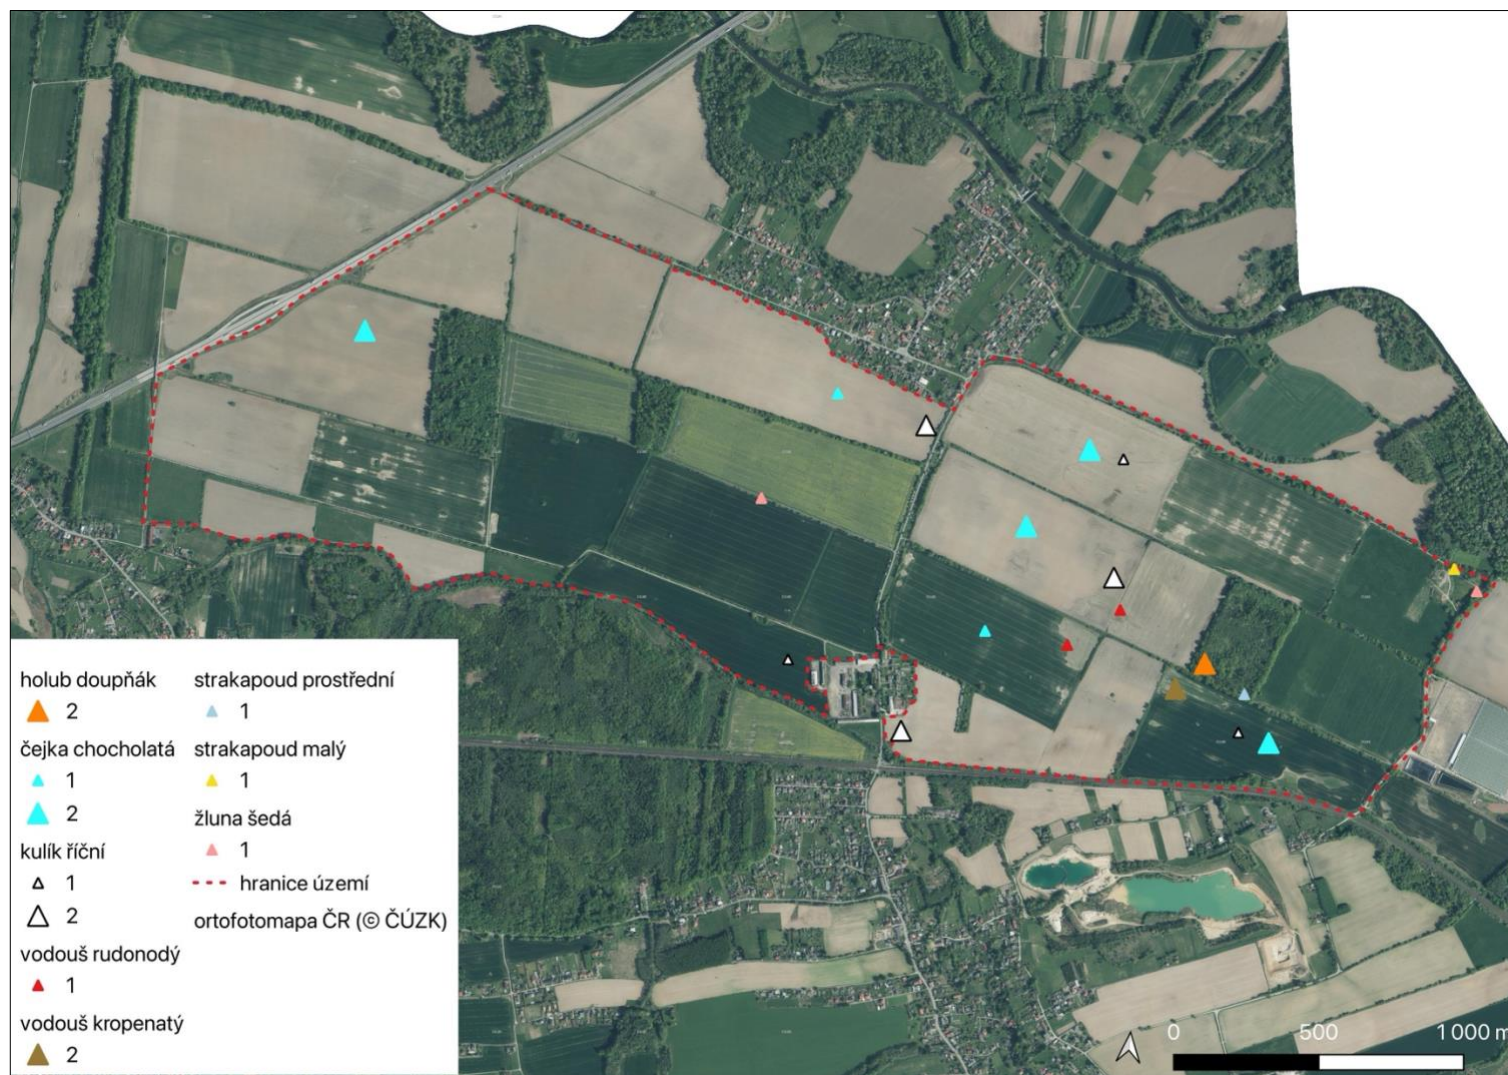 holub doupňák
2
čejka chocholatá
1
2
kulík říční
1
2
vodouš rudonodý
1
vodouš kropenatý
2
strakapoud prostřední
1
strakapoud malý
1
žluna šedá
1
hranice území
ortofotomapa ČR (© ČÚZK)
0 500 1 000 m